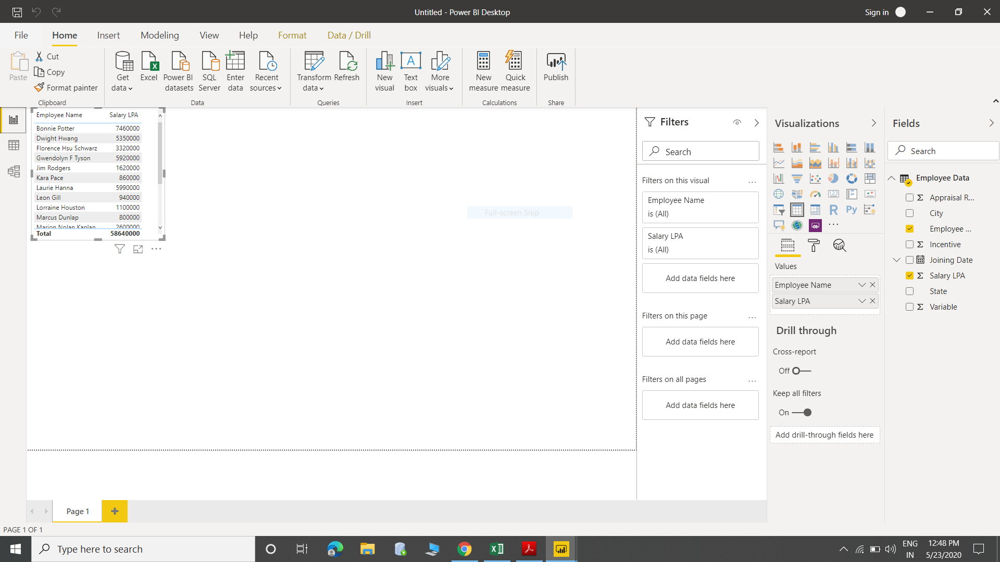 Untitled - Power BI Desktop
Sign in
File Home Insert Modeling View Help Format Data / Drill
Paste
Cut
Copy
Format painter
Clipboard
Get data
Excel
Power BI datasets
SQL Server
Enter data
Recent sources
Data
Transform data
Refresh
Queries
New visual
Text box
More visuals
Insert
New measure
Quick measure
Calculations
Publish
Share
Employee Name Salary LPA
Bonnie Potter 7460000
Dwight Hwang 5350000
Florence Hsu Schwarz 3320000
Gwendolyn F Tyson 5920000
Jim Rodgers 1620000
Kara Pace 860000
Laurie Hanna 5990000
Leon Gill 940000
Lorraine Houston 1100000
Marcus Dunlap 800000
Marion Nolan Kaplan 2600000
Total 58640000
Full-screen Snip
Filters
Search
Filters on this visual
Employee Name
is (All)
Salary LPA
is (All)
Add data fields here
Filters on this page
Add data fields here
Filters on all pages
Add data fields here
Visualizations
R Py
123
Values
Employee Name
Salary LPA
Drill through
Cross-report
Off
Keep all filters
On
Add drill-through fields here
Fields
Search
Employee Data
Σ Appraisal R...
City
Employee ...
Σ Incentive
Joining Date
Σ Salary LPA
State
Σ Variable
Page 1
PAGE 1 OF 1
Type here to search
ENG
IN
12:48 PM
5/23/2020